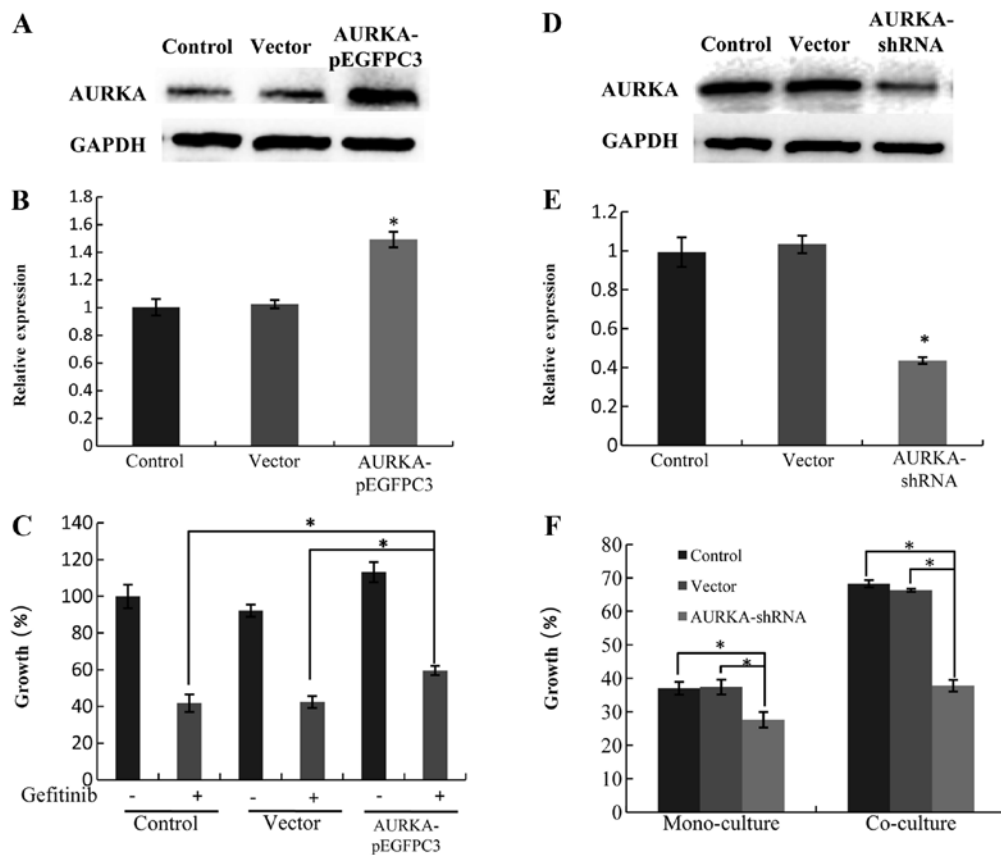 A
Control Vector AURKA-
pEGFPC3
AURKA
GAPDH
B
Relative expression
1.8
1.6
1.4
1.2
1
0.8
0.6
0.4
0.2
0
*
Control Vector AURKA-
pEGFPC3
C
Growth (%)
140
120
100
80
60
40
20
0
*
*
Gefitinib - + - + - +
Control Vector AURKA-
pEGFPC3
D
Control Vector AURKA-
shRNA
AURKA
GAPDH
E
Relative expression
1.2
1
0.8
0.6
0.4
0.2
0
*
Control Vector AURKA-
shRNA
F
Growth (%)
80
70
60
50
40
30
20
10
0
Control
Vector
AURKA-shRNA
*
*
*
*
Mono-culture Co-culture